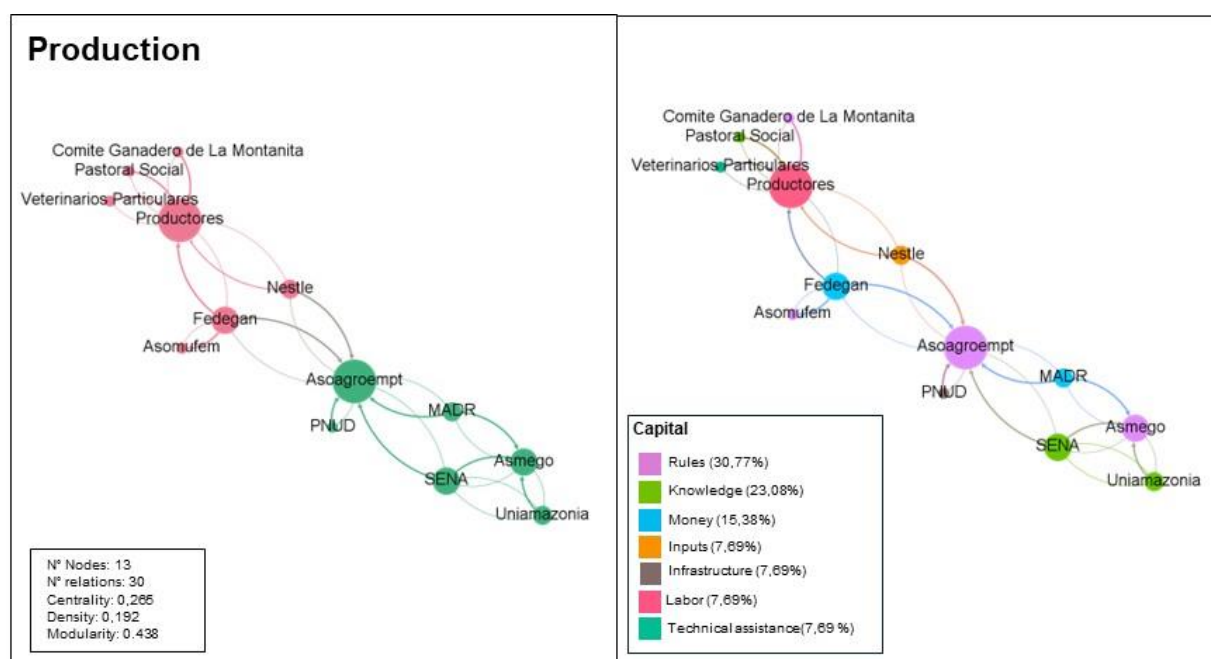 Production
Comite Ganadero de La Montanita
Pastoral Social
Veterinarios Particulares
Productores
Nestle
Fedegan
Asomufem
Asoagroempt
MADR
PNUD
Asmego
SENA
Uniamazonia
N° Nodes: 13
N° relations: 30
Centrality: 0,265
Density: 0,192
Modularity: 0.438
Comite Ganadero de La Montanita
Pastoral Social
Veterinarios Particulares
Productores
Nestle
Fedegan
Asomufem
Asoagroempt
MADR
PNUD
Asmego
SENA
Uniamazonia
Capital
Rules (30,77%)
Knowledge (23,08%)
Money (15,38%)
Inputs (7,69%)
Infrastructure (7,69%)
Labor (7,69%)
Technical assistance(7,69 %)